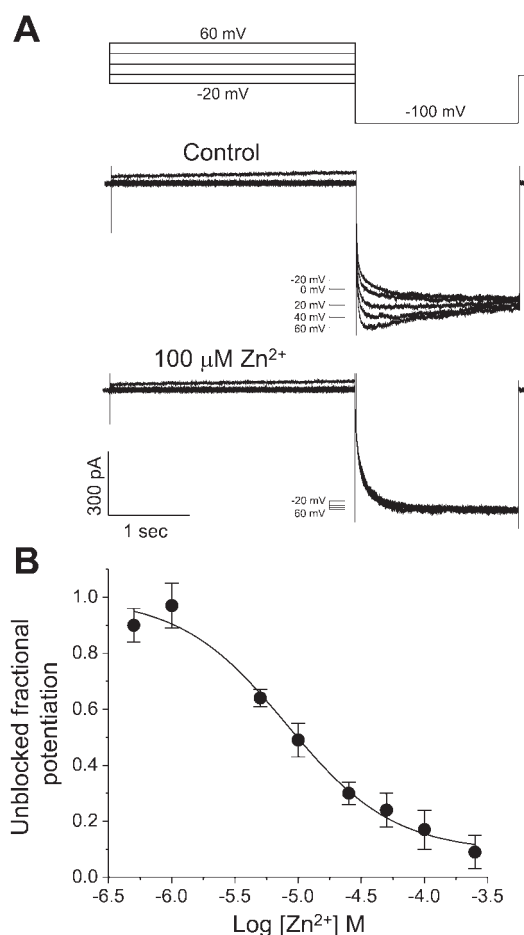 A
60 mV
-20 mV
-100 mV
Control
-20 mV
0 mV
20 mV
40 mV
60 mV
100 μM Zn²⁺
300 pA
1 sec
-20 mV
60 mV
B
Unblocked fractional
potentiation
1.0
0.8
0.6
0.4
0.2
0.0
-6.5 -6.0 -5.5 -5.0 -4.5 -4.0 -3.5
Log [Zn²⁺] M